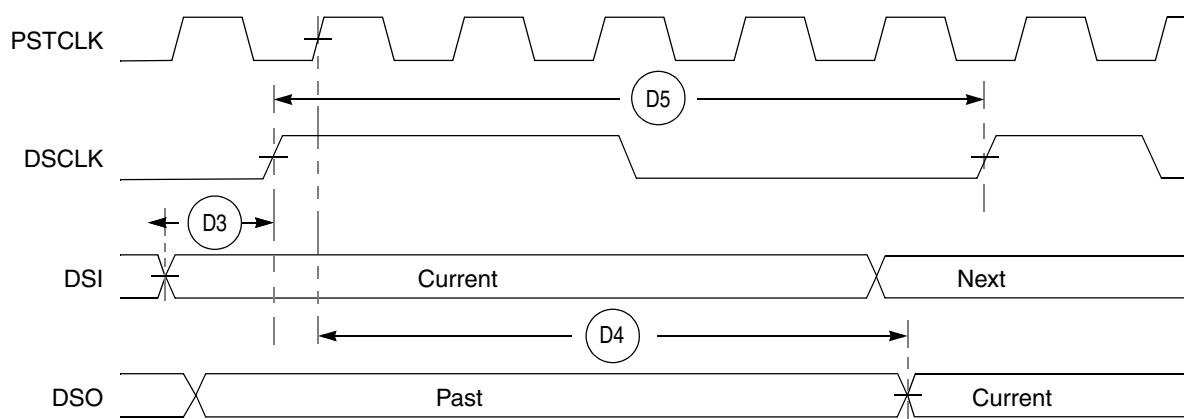 PSTCLK
D5
DSCLK
D3
DSI
Current
Next
D4
DSO
Past
Current